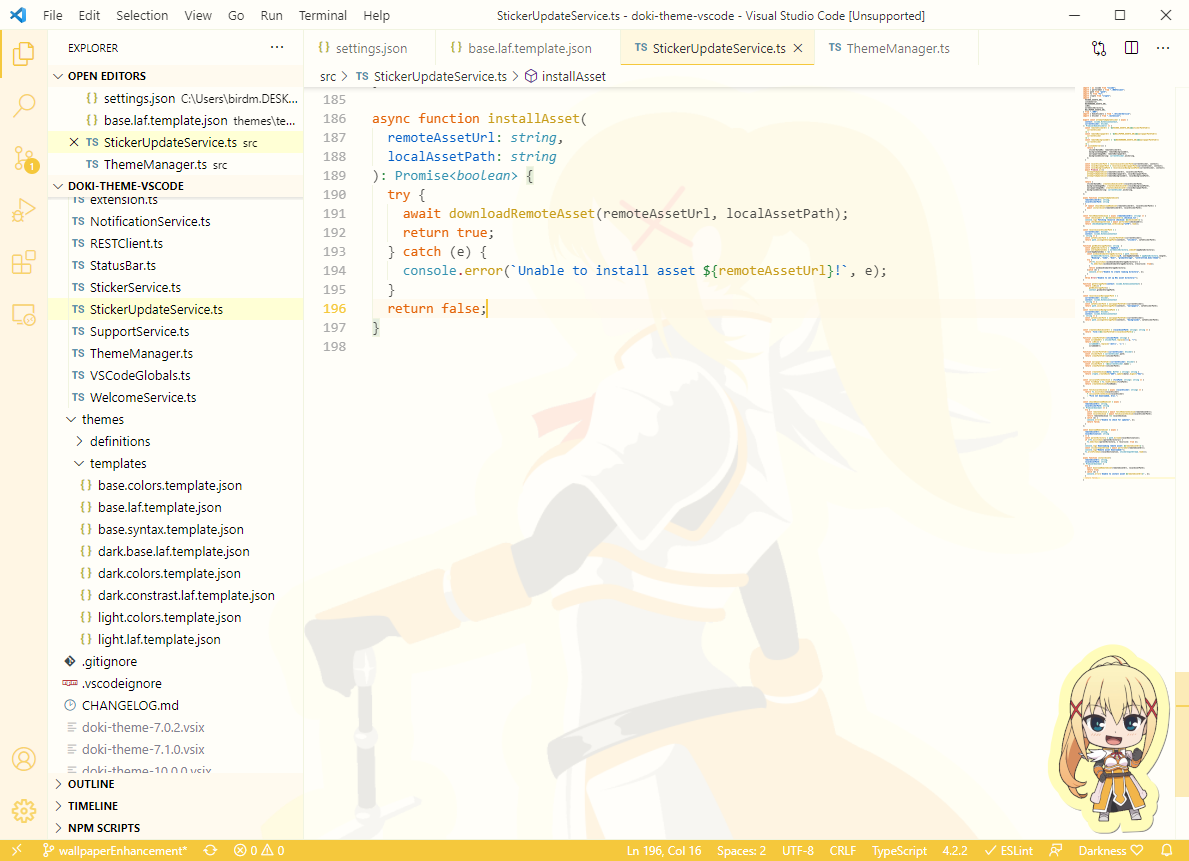 File Edit Selection View Go Run Terminal Help
StickerUpdateService.ts - doki-theme-vscode - Visual Studio Code [Unsupported]
EXPLORER
OPEN EDITORS
{} settings.json C:\Users\birdm.DESK...
{} base.laf.template.json themes\te...
TS StickerUpdateService.ts src
TS ThemeManager.ts src
DOKI-THEME-VSCODE
TS extension.ts
TS NotificationService.ts
TS RESTClient.ts
TS StatusBar.ts
TS StickerService.ts
TS StickerUpdateService.ts
TS SupportService.ts
TS ThemeManager.ts
TS VSCodeGlobals.ts
TS WelcomeService.ts
themes
definitions
templates
{} base.colors.template.json
{} base.laf.template.json
{} base.syntax.template.json
{} dark.base.laf.template.json
{} dark.colors.template.json
{} dark.constrast.laf.template.json
{} light.colors.template.json
{} light.laf.template.json
.gitignore
npm .vscodeignore
CHANGELOG.md
doki-theme-7.0.2.vsix
doki-theme-7.1.0.vsix
doki-theme-10.0.0.vsix
OUTLINE
TIMELINE
NPM SCRIPTS
1
{} settings.json {} base.laf.template.json TS StickerUpdateService.ts TS ThemeManager.ts
src > TS StickerUpdateService.ts > installAsset
185
186 async function installAsset(
187 remoteAssetUrl: string,
188 localAssetPath: string
189 ): Promise<boolean> {
190 try {
191 await downloadRemoteAsset(remoteAssetUrl, localAssetPath);
192 return true;
193 } catch (e) {
194 console.error(`Unable to install asset ${remoteAssetUrl}!`, e);
195 }
196 return false;
197 }
198
wallpaperEnhancement* 0 0 Ln 196, Col 16 Spaces: 2 UTF-8 CRLF TypeScript 4.2.2 ESLint Darkness♡